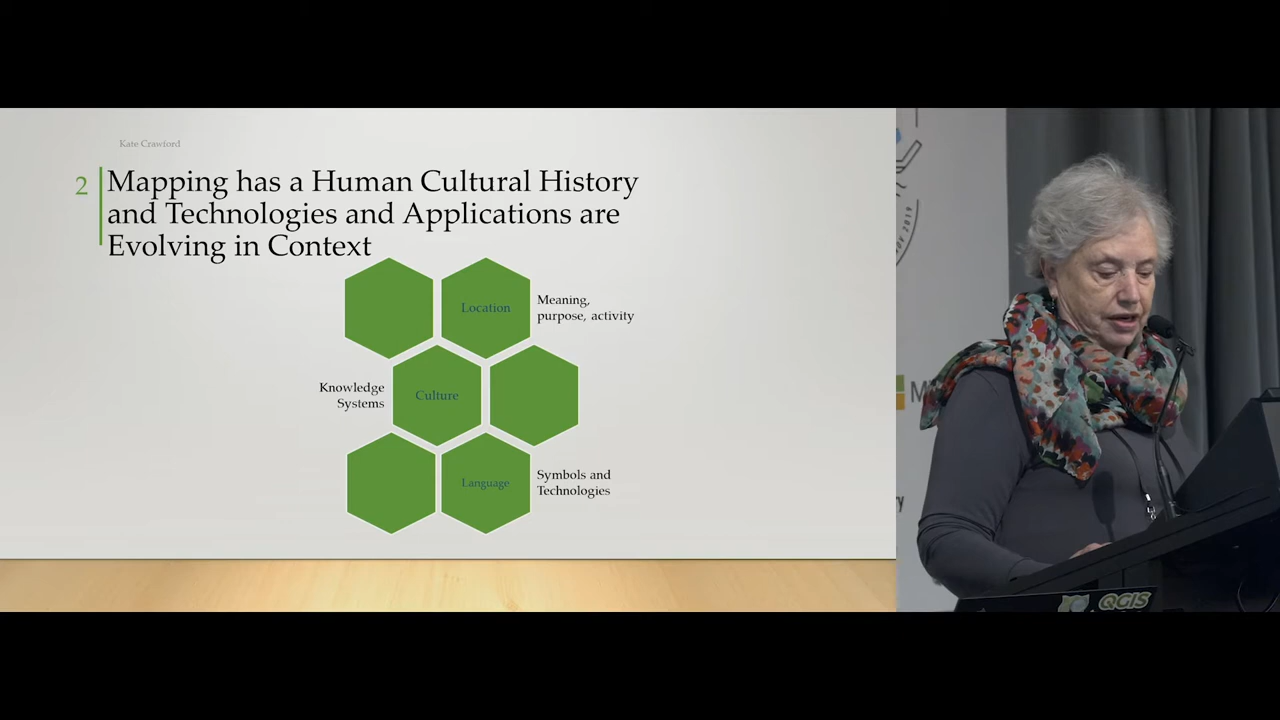 Kate Crawford
2
Mapping has a Human Cultural History
and Technologies and Applications are
Evolving in Context
Location
Meaning,
purpose, activity
Knowledge
Systems
Culture
Language
Symbols and
Technologies
2019
M
QGIS